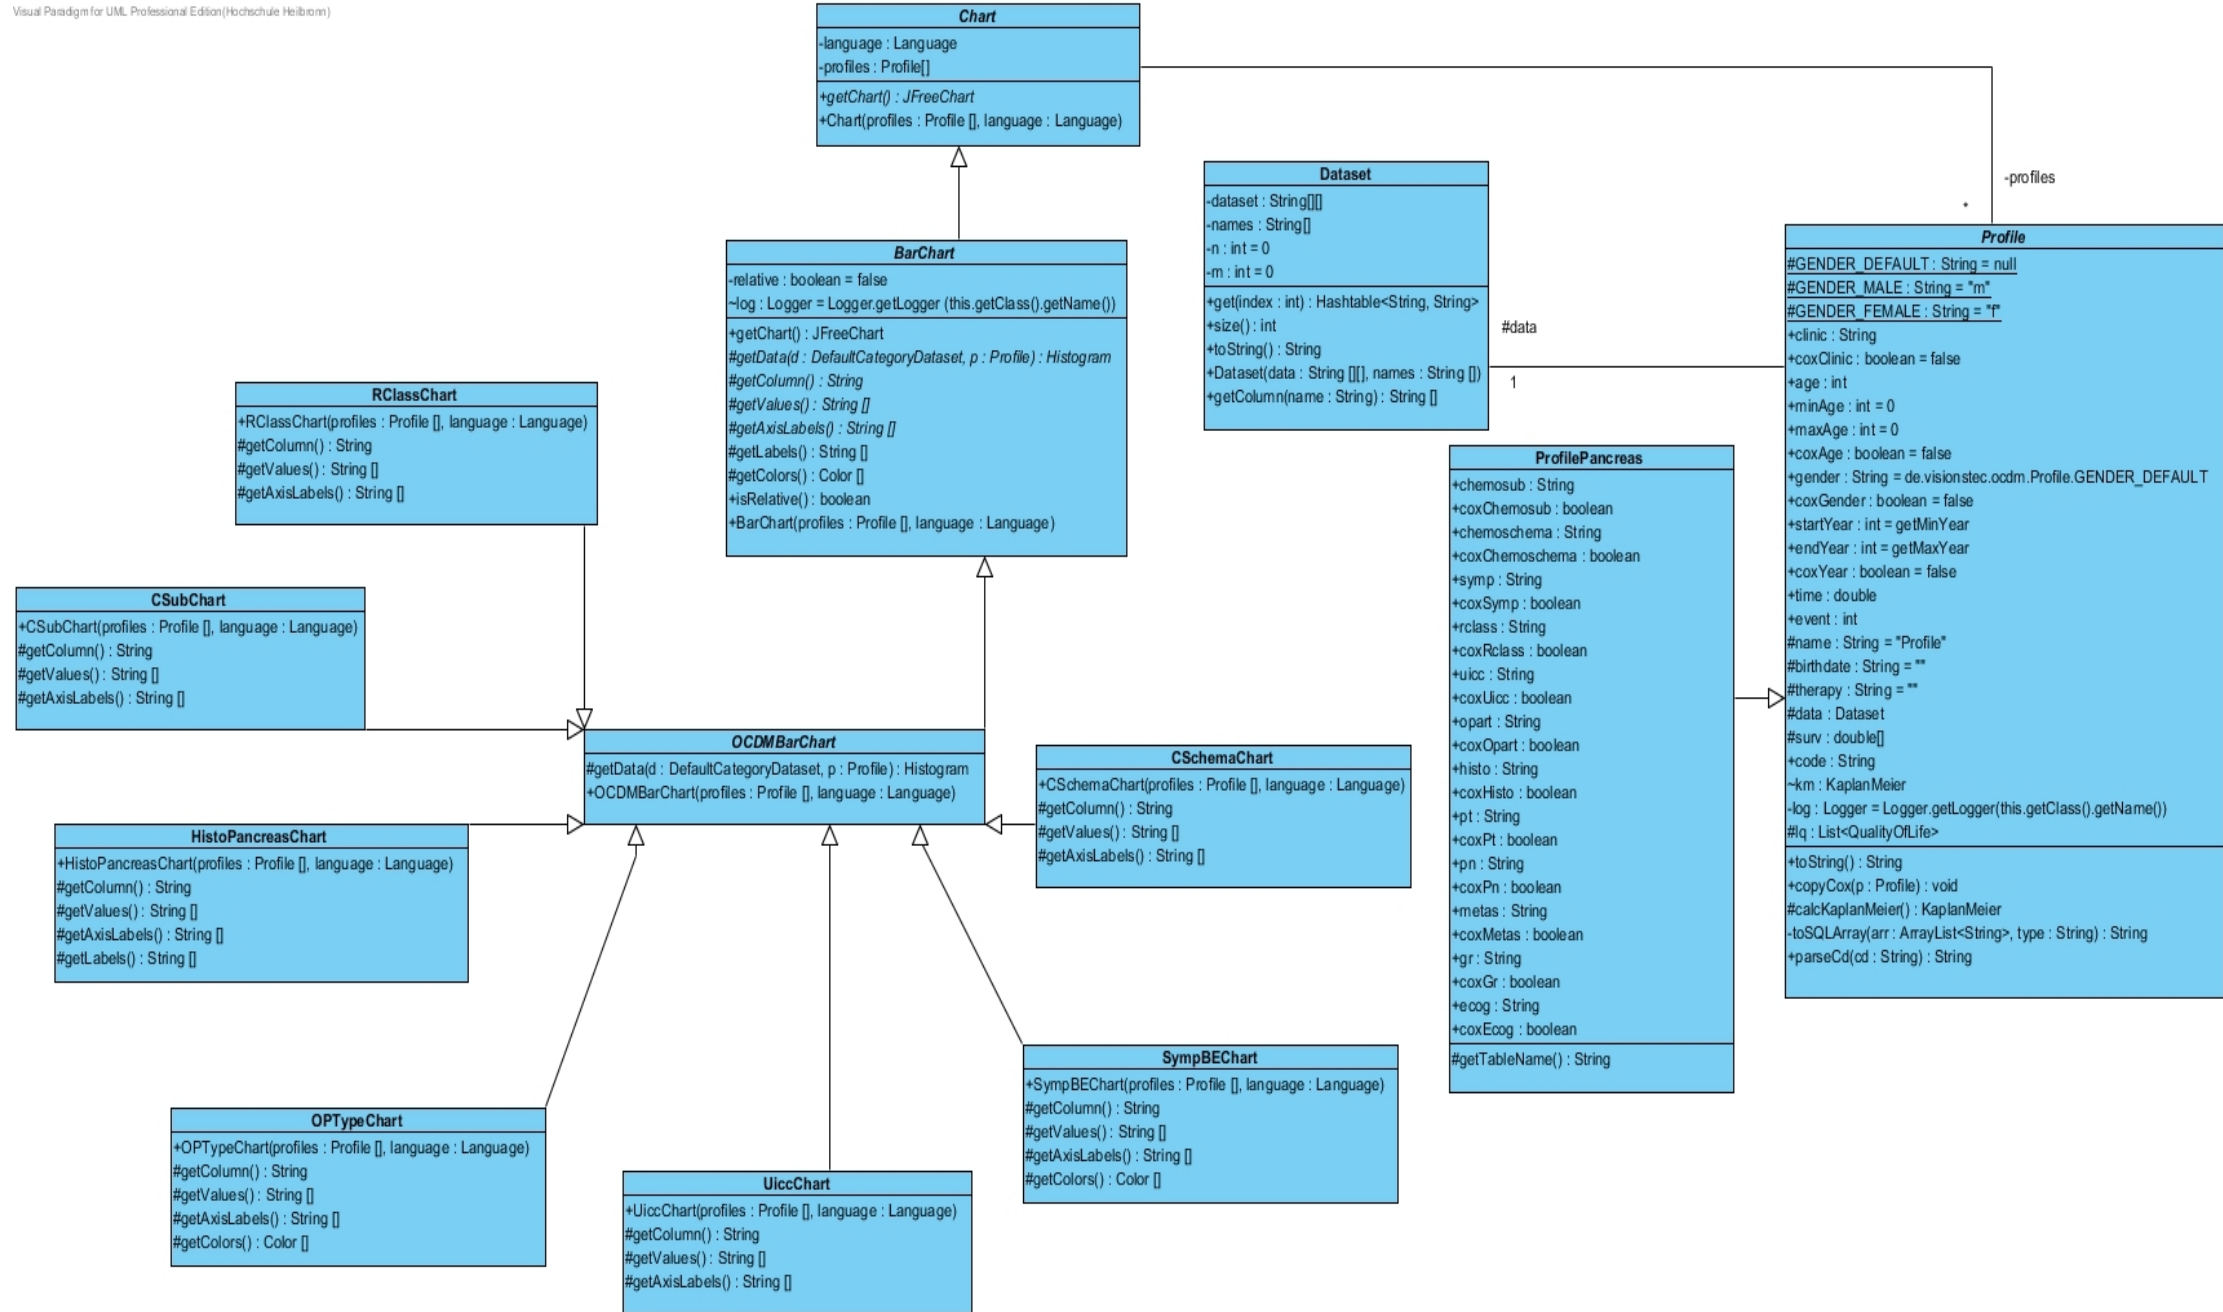 Visual Paradigm for UML Professional Edition(Hochschule Heilbronn)
Chart
-language : Language
-profiles : Profile[]
+getChart() : JFreeChart
+Chart(profiles : Profile [], language : Language)
-profiles
*
Dataset
-dataset : String[][]
-names : String[]
-n : int = 0
-m : int = 0
+get(index : int) : Hashtable<String, String>
+size() : int
+toString() : String
+Dataset(data : String [][], names : String [])
+getColumn(name : String) : String []
#data
1
Profile
#GENDER_DEFAULT : String = null
#GENDER_MALE : String = "m"
#GENDER_FEMALE : String = "f"
+clinic : String
+coxClinic : boolean = false
+age : int
+minAge : int = 0
+maxAge : int = 0
+coxAge : boolean = false
+gender : String = de.visionstec.ocdm.Profile.GENDER_DEFAULT
+coxGender : boolean = false
+startYear : int = getMinYear
+endYear : int = getMaxYear
+coxYear : boolean = false
+time : double
+event : int
#name : String = "Profile"
#birthdate : String = ""
#therapy : String = ""
#data : Dataset
#surv : double[]
+code : String
~km : KaplanMeier
-log : Logger = Logger.getLogger(this.getClass().getName())
#lq : List<QualityOfLife>
+toString() : String
+copyCox(p : Profile) : void
#calcKaplanMeier() : KaplanMeier
-toSQLArray(arr : ArrayList<String>, type : String) : String
+parseCd(cd : String) : String
BarChart
-relative : boolean = false
~log : Logger = Logger.getLogger (this.getClass().getName())
+getChart() : JFreeChart
#getData(d : DefaultCategoryDataset, p : Profile) : Histogram
#getColumn() : String
#getValues() : String []
#getAxisLabels() : String []
#getLabels() : String []
#getColors() : Color []
+isRelative() : boolean
+BarChart(profiles : Profile [], language : Language)
RClassChart
+RClassChart(profiles : Profile [], language : Language)
#getColumn() : String
#getValues() : String []
#getAxisLabels() : String []
ProfilePancreas
+chemosub : String
+coxChemosub : boolean
+chemoschema : String
+coxChemoschema : boolean
+symp : String
+coxSymp : boolean
+rclass : String
+coxRclass : boolean
+uicc : String
+coxUicc : boolean
+opart : String
+coxOpart : boolean
+histo : String
+coxHisto : boolean
+pt : String
+coxPt : boolean
+pn : String
+coxPn : boolean
+metas : String
+coxMetas : boolean
+gr : String
+coxGr : boolean
+ecog : String
+coxEcog : boolean
#getTableName() : String
CSubChart
+CSubChart(profiles : Profile [], language : Language)
#getColumn() : String
#getValues() : String []
#getAxisLabels() : String []
OCDMBarChart
#getData(d : DefaultCategoryDataset, p : Profile) : Histogram
+OCDMBarChart(profiles : Profile [], language : Language)
CSchemaChart
+CSchemaChart(profiles : Profile [], language : Language)
#getColumn() : String
#getValues() : String []
#getAxisLabels() : String []
HistoPancreasChart
+HistoPancreasChart(profiles : Profile [], language : Language)
#getColumn() : String
#getValues() : String []
#getAxisLabels() : String []
#getLabels() : String []
SympBEChart
+SympBEChart(profiles : Profile [], language : Language)
#getColumn() : String
#getValues() : String []
#getAxisLabels() : String []
#getColors() : Color []
OPTypeChart
+OPTypeChart(profiles : Profile [], language : Language)
#getColumn() : String
#getValues() : String []
#getAxisLabels() : String []
#getColors() : Color []
UiccChart
+UiccChart(profiles : Profile [], language : Language)
#getColumn() : String
#getValues() : String []
#getAxisLabels() : String []